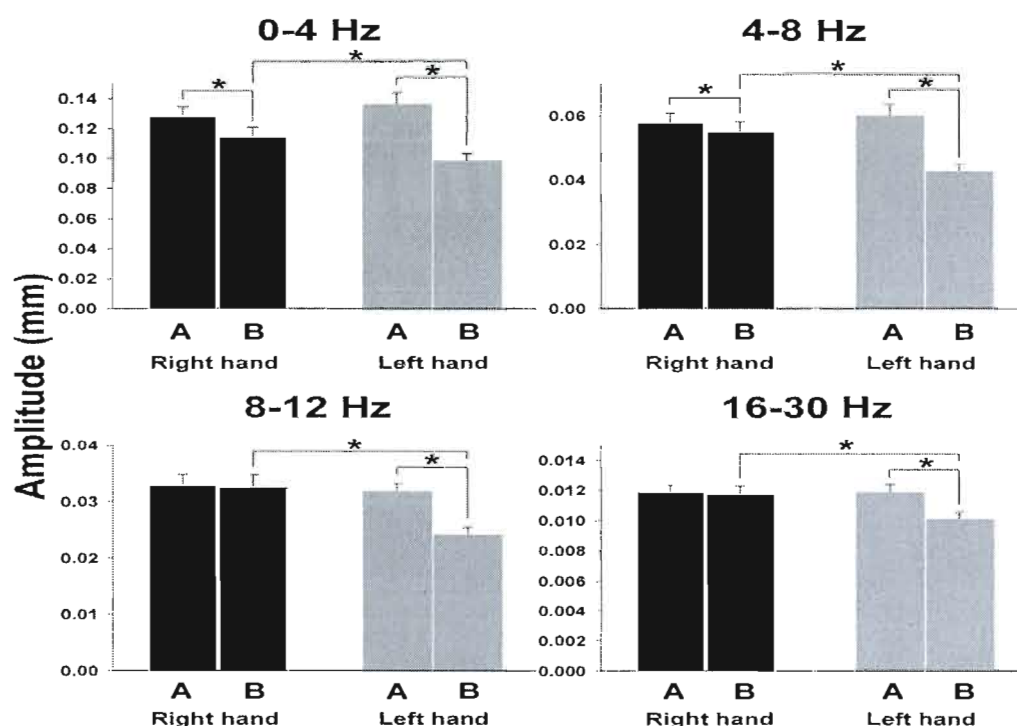 0-4 Hz
4-8 Hz
Amplitude (mm)
* * *
0.14
0.12
0.10
0.08
0.06
0.04
0.02
0.00
A B A B
Right hand Left hand
* * *
0.06
0.04
0.02
0.00
A B A B
Right hand Left hand
8-12 Hz
16-30 Hz
* *
0.04
0.03
0.02
0.01
0.00
A B A B
Right hand Left hand
* *
0.014
0.012
0.010
0.008
0.006
0.004
0.002
0.000
A B A B
Right hand Left hand